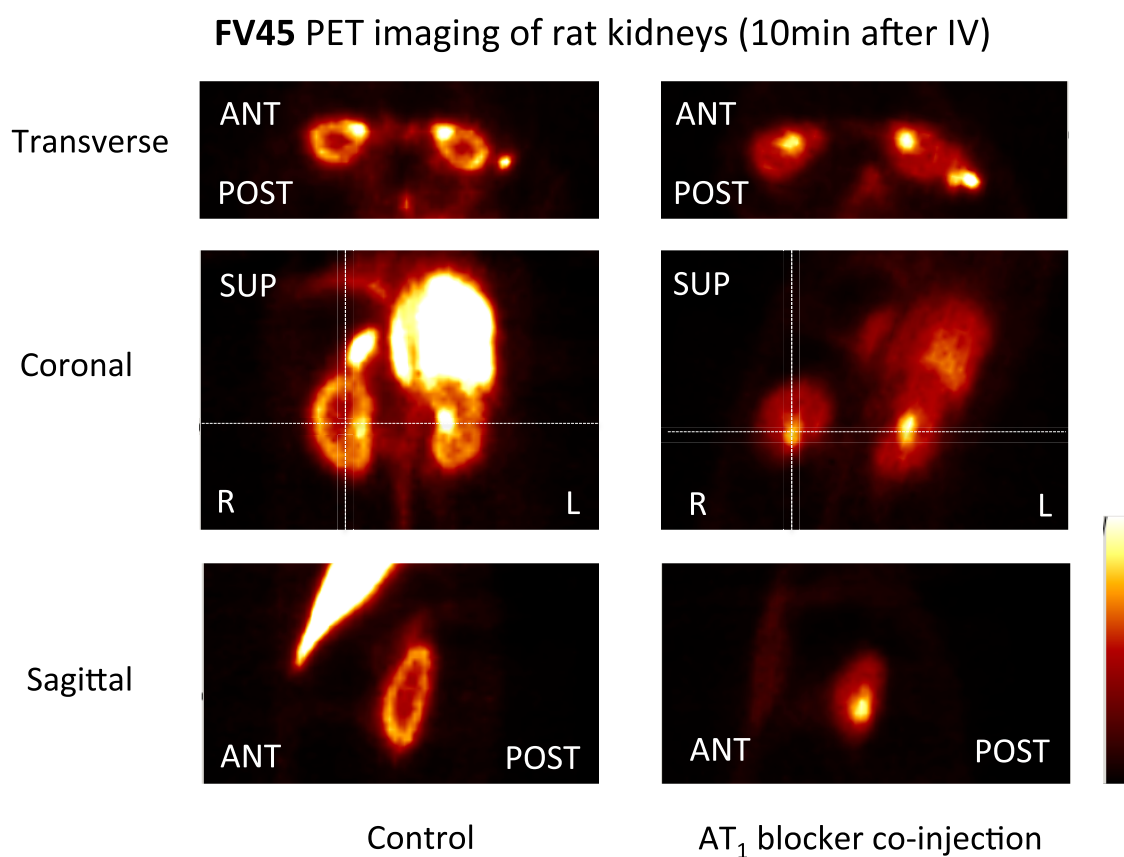 FV45 PET imaging of rat kidneys (10min after IV)
Transverse
ANT
POST
ANT
POST
Coronal
SUP
R
L
SUP
R
L
Sagittal
ANT
POST
ANT
POST
Control
AT₁ blocker co-injection